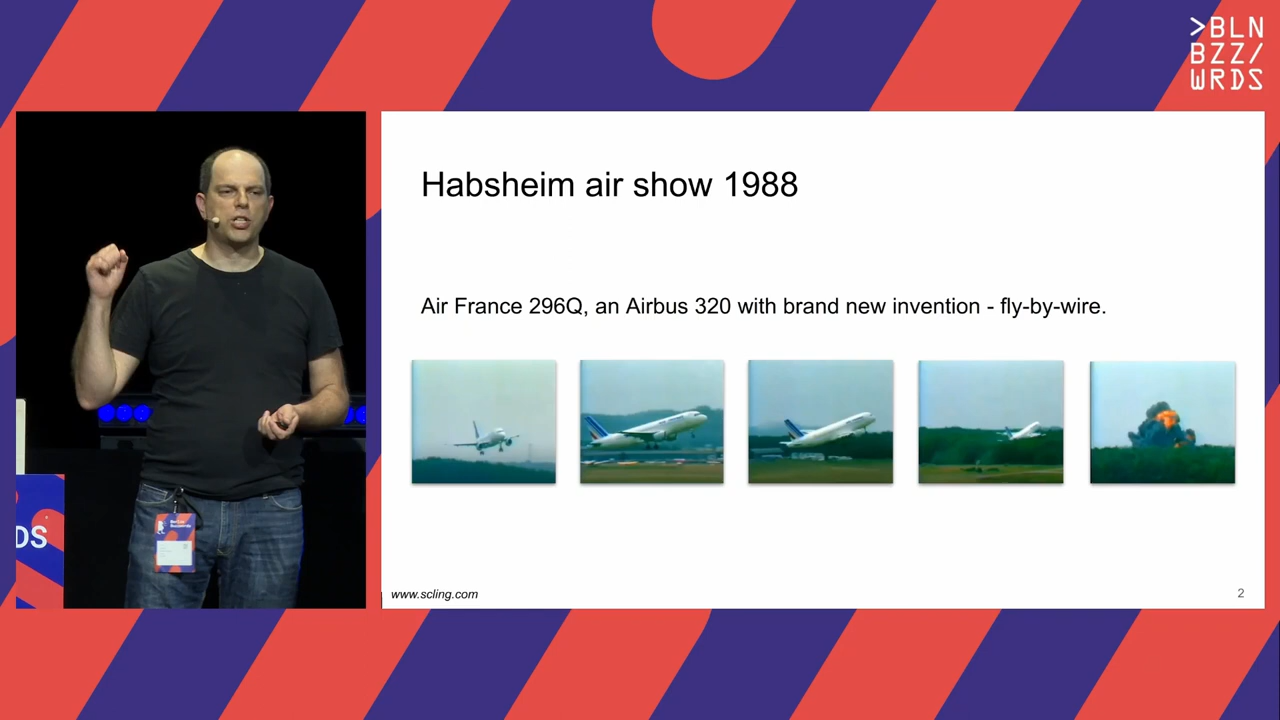 >BLN
BZZ/
WRDS
Habsheim air show 1988
Air France 296Q, an Airbus 320 with brand new invention - fly-by-wire.
DS
www.scling.com
2